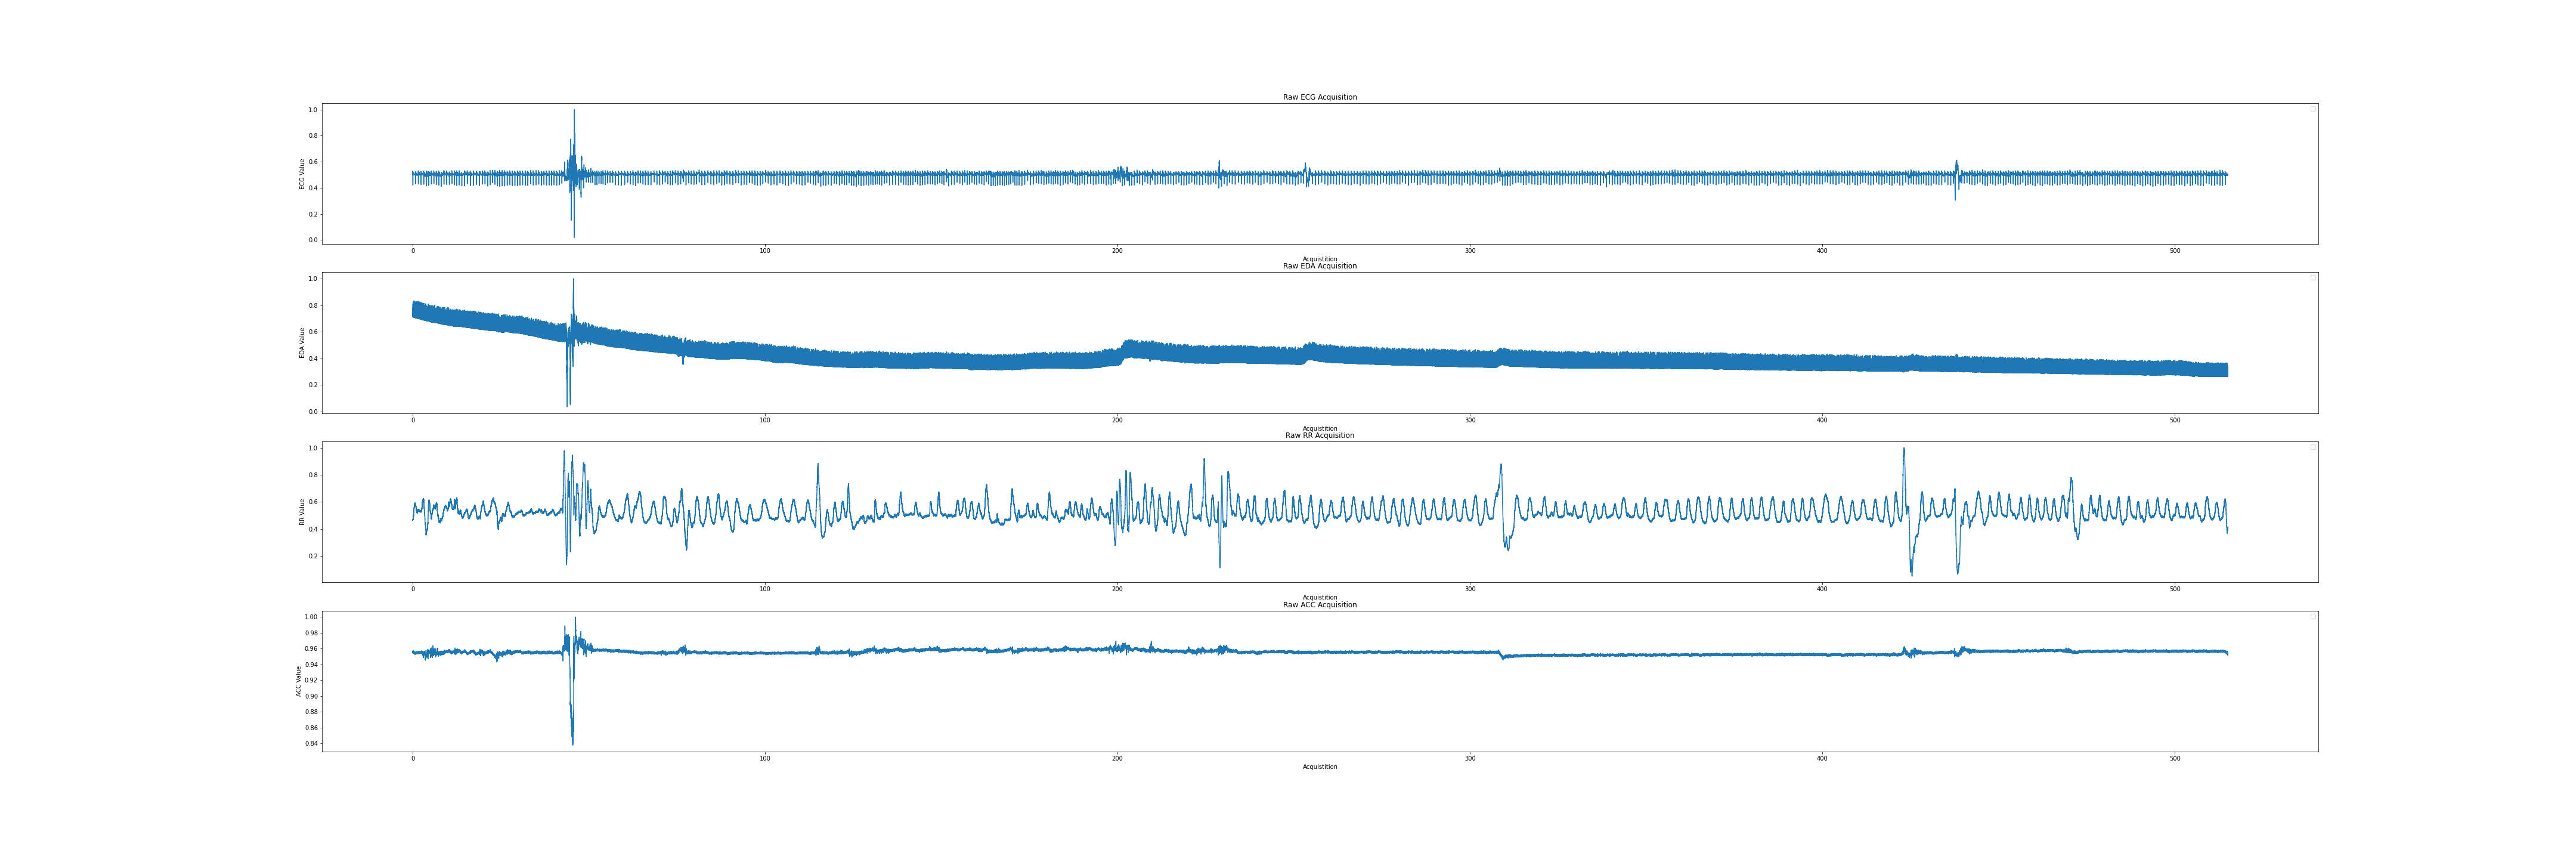 Raw ECG Acquisition
ECG Value
1.0
0.8
0.6
0.4
0.2
0.0
0 100 200 300 400 500
Acquistition
Raw EDA Acquisition
EDA Value
1.0
0.8
0.6
0.4
0.2
0.0
0 100 200 300 400 500
Acquistition
Raw RR Acquisition
RR Value
1.0
0.8
0.6
0.4
0.2
0 100 200 300 400 500
Acquistition
Raw ACC Acquisition
ACC Value
1.00
0.98
0.96
0.94
0.92
0.90
0.88
0.86
0.84
0 100 200 300 400 500
Acquistition